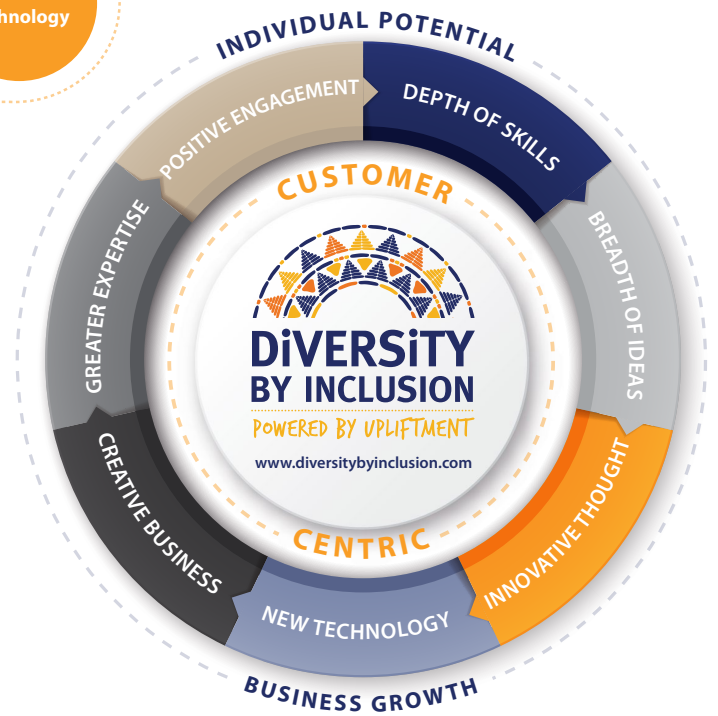 INDIVIDUAL POTENTIAL
POSITIVE ENGAGEMENT
DEPTH OF SKILLS
BREADTH OF IDEAS
INNOVATIVE THOUGHT
NEW TECHNOLOGY
CREATIVE BUSINESS
GREATER EXPERTISE
CUSTOMER
DiVERSiTY
BY INCLUSION
POWERED BY UPLIFTMENT
www.diversitybyinclusion.com
CENTRIC
BUSINESS GROWTH